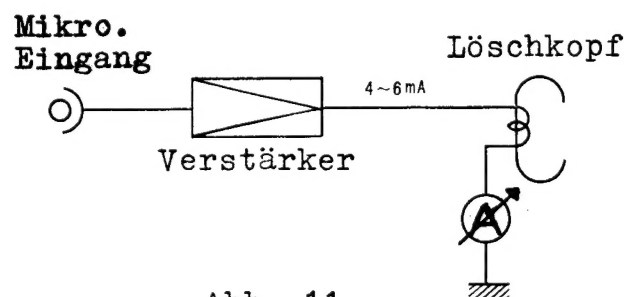 Mikro.
Eingang
Löschkopf
4~6mA
Verstärker
A